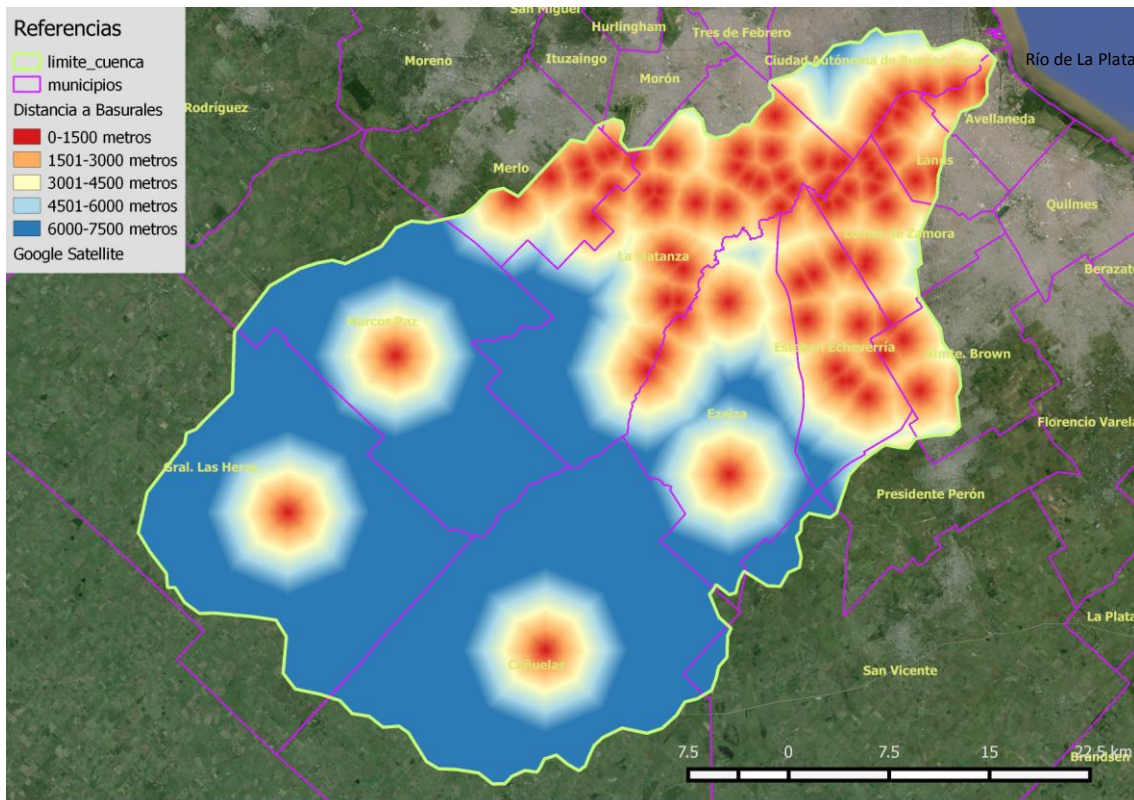 Referencias
limite_cuenca
municipios
Distancia a Basurales
0-1500 metros
1501-3000 metros
3001-4500 metros
4501-6000 metros
6000-7500 metros
Google Satellite
San Miguel
Hurlingham
Tres de Febrero
Moreno
Ituzaingo
Morón
Ciudad Autónoma de Buenos Aires
Río de La Plata
Rodríguez
Avellaneda
Merlo
Lanús
Quilmes
Lomas de Zamora
La Matanza
Berazate
Marcos Paz
Esteban Echeverría
Almte. Brown
Ezeiza
Florencio Varela
Gral. Las Heras
Presidente Perón
La Plata
Cañuelas
San Vicente
7.5 0 7.5 15 22.5 km
Brandsen